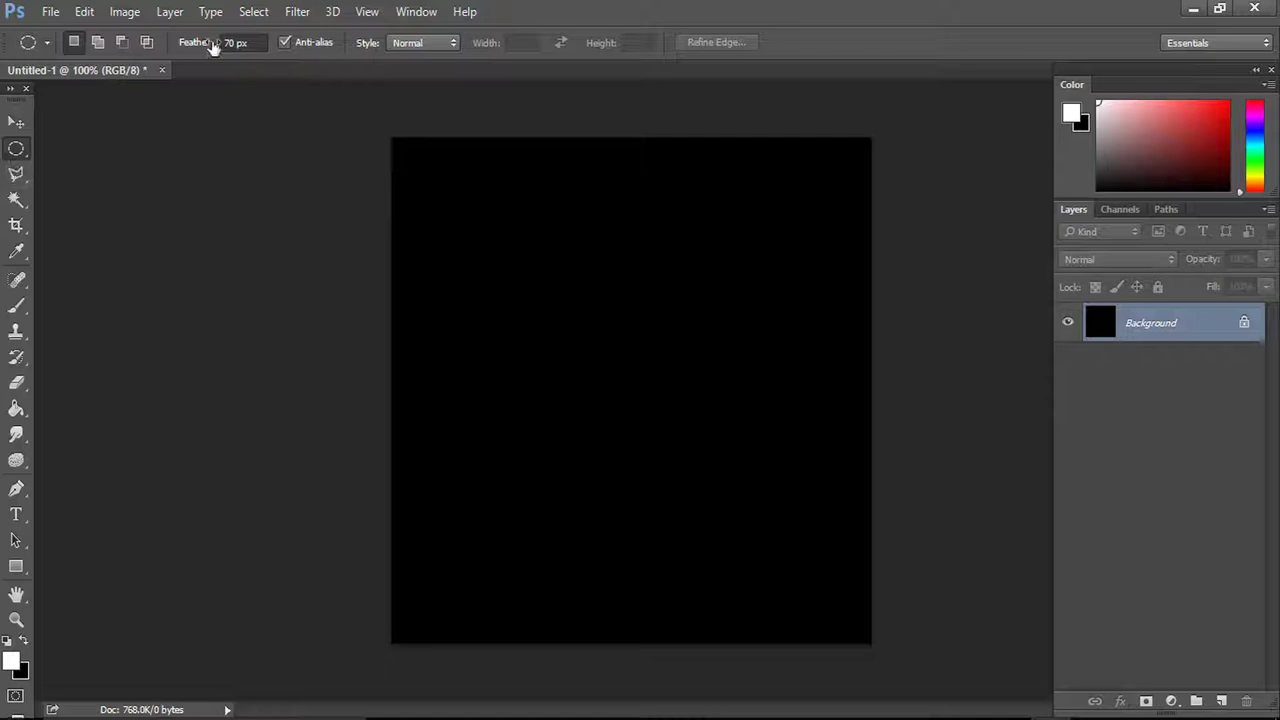 Ps File Edit Image Layer Type Select Filter 3D View Window Help
Feather: 70 px Anti-alias Style: Normal Width: Height: Refine Edge... Essentials
Untitled-1 @ 100% (RGB/8) *
Color
Layers Channels Paths
Kind
Normal Opacity: 100%
Lock: Fill: 100%
Background
Doc: 768.0K/0 bytes